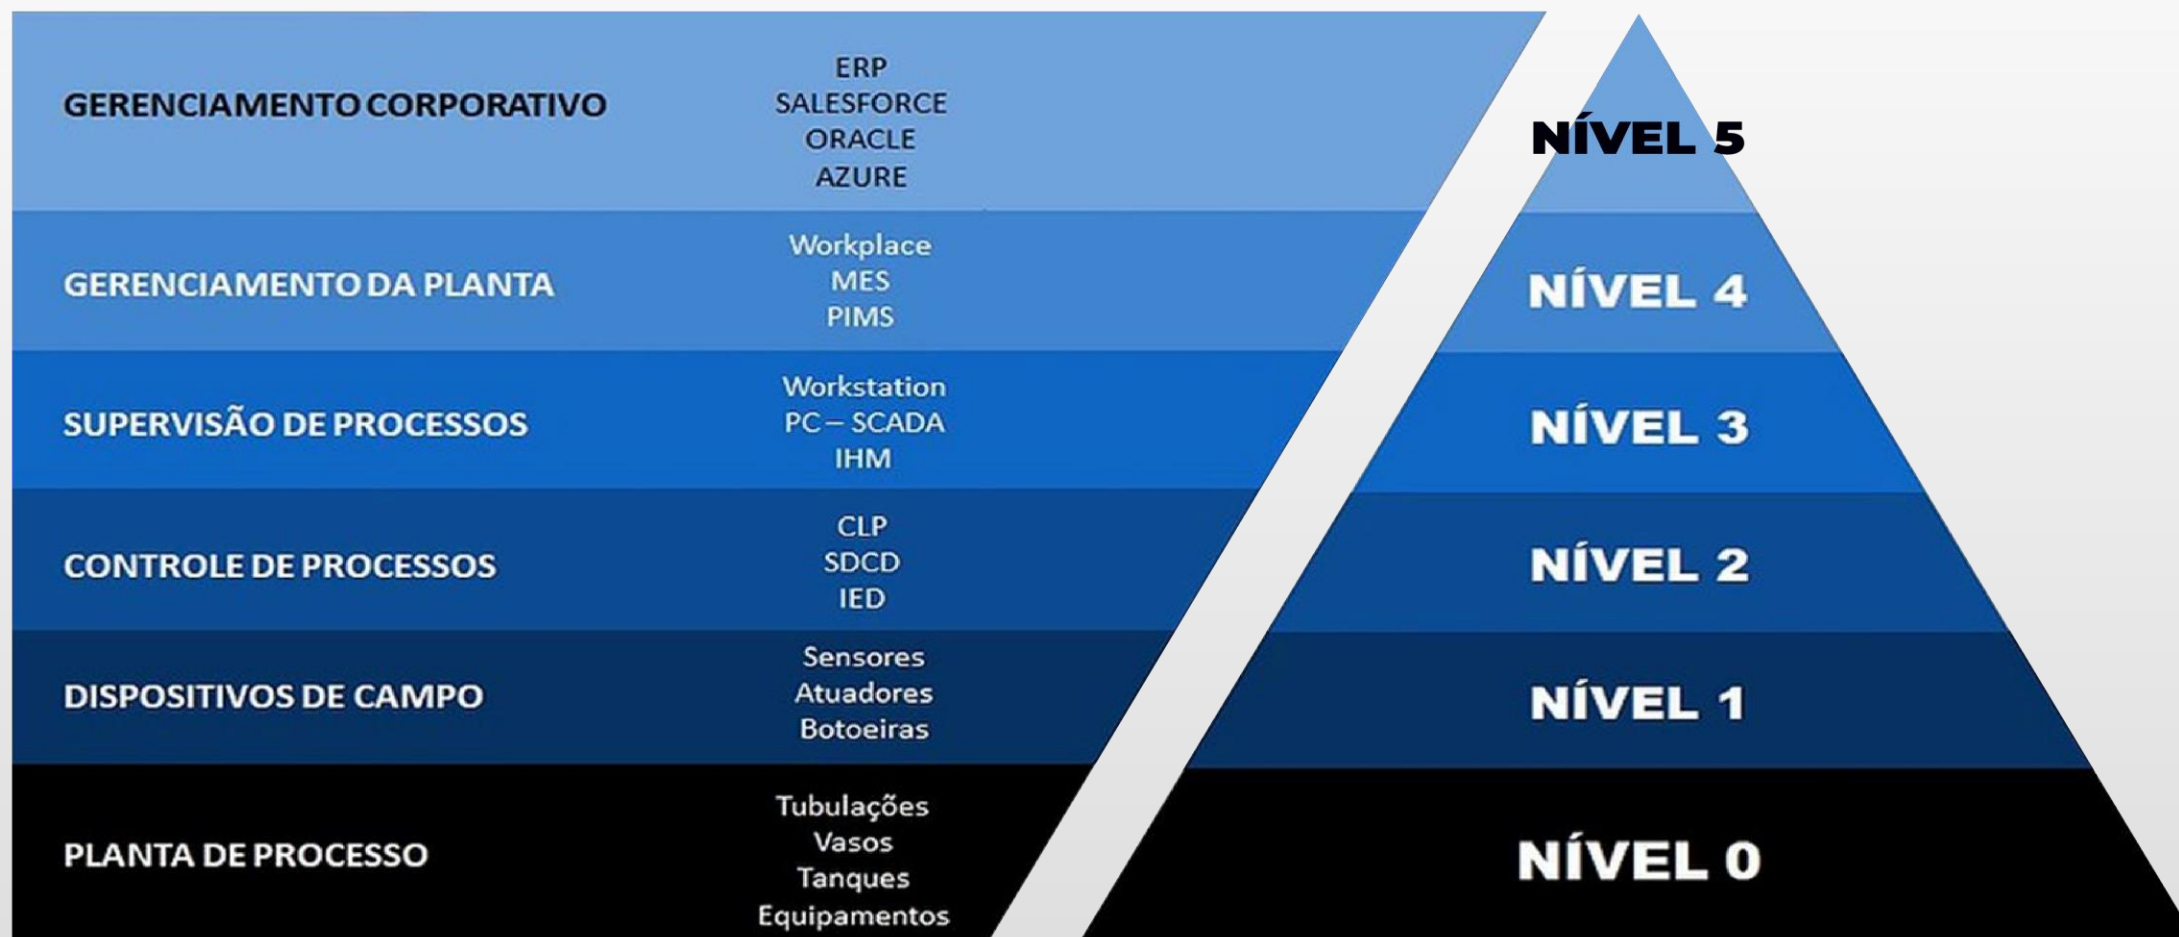 GERENCIAMENTO CORPORATIVO
ERP
SALESFORCE
ORACLE
AZURE
NÍVEL 5
GERENCIAMENTO DA PLANTA
Workplace
MES
PIMS
NÍVEL 4
SUPERVISÃO DE PROCESSOS
Workstation
PC – SCADA
IHM
NÍVEL 3
CONTROLE DE PROCESSOS
CLP
SDCD
IED
NÍVEL 2
DISPOSITIVOS DE CAMPO
Sensores
Atuadores
Botoeiras
NÍVEL 1
PLANTA DE PROCESSO
Tubulações
Vasos
Tanques
Equipamentos
NÍVEL 0